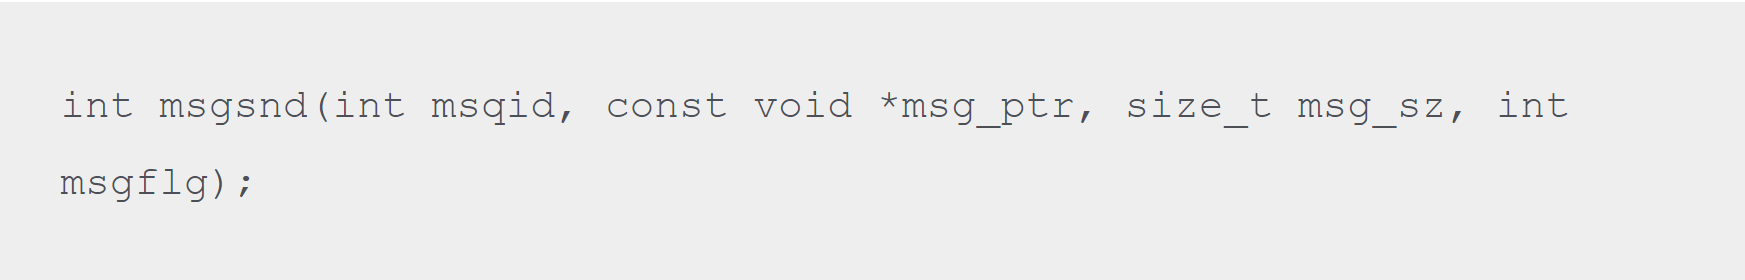 int msgsnd(int msqid, const void *msg_ptr, size_t msg_sz, int
msgflg);